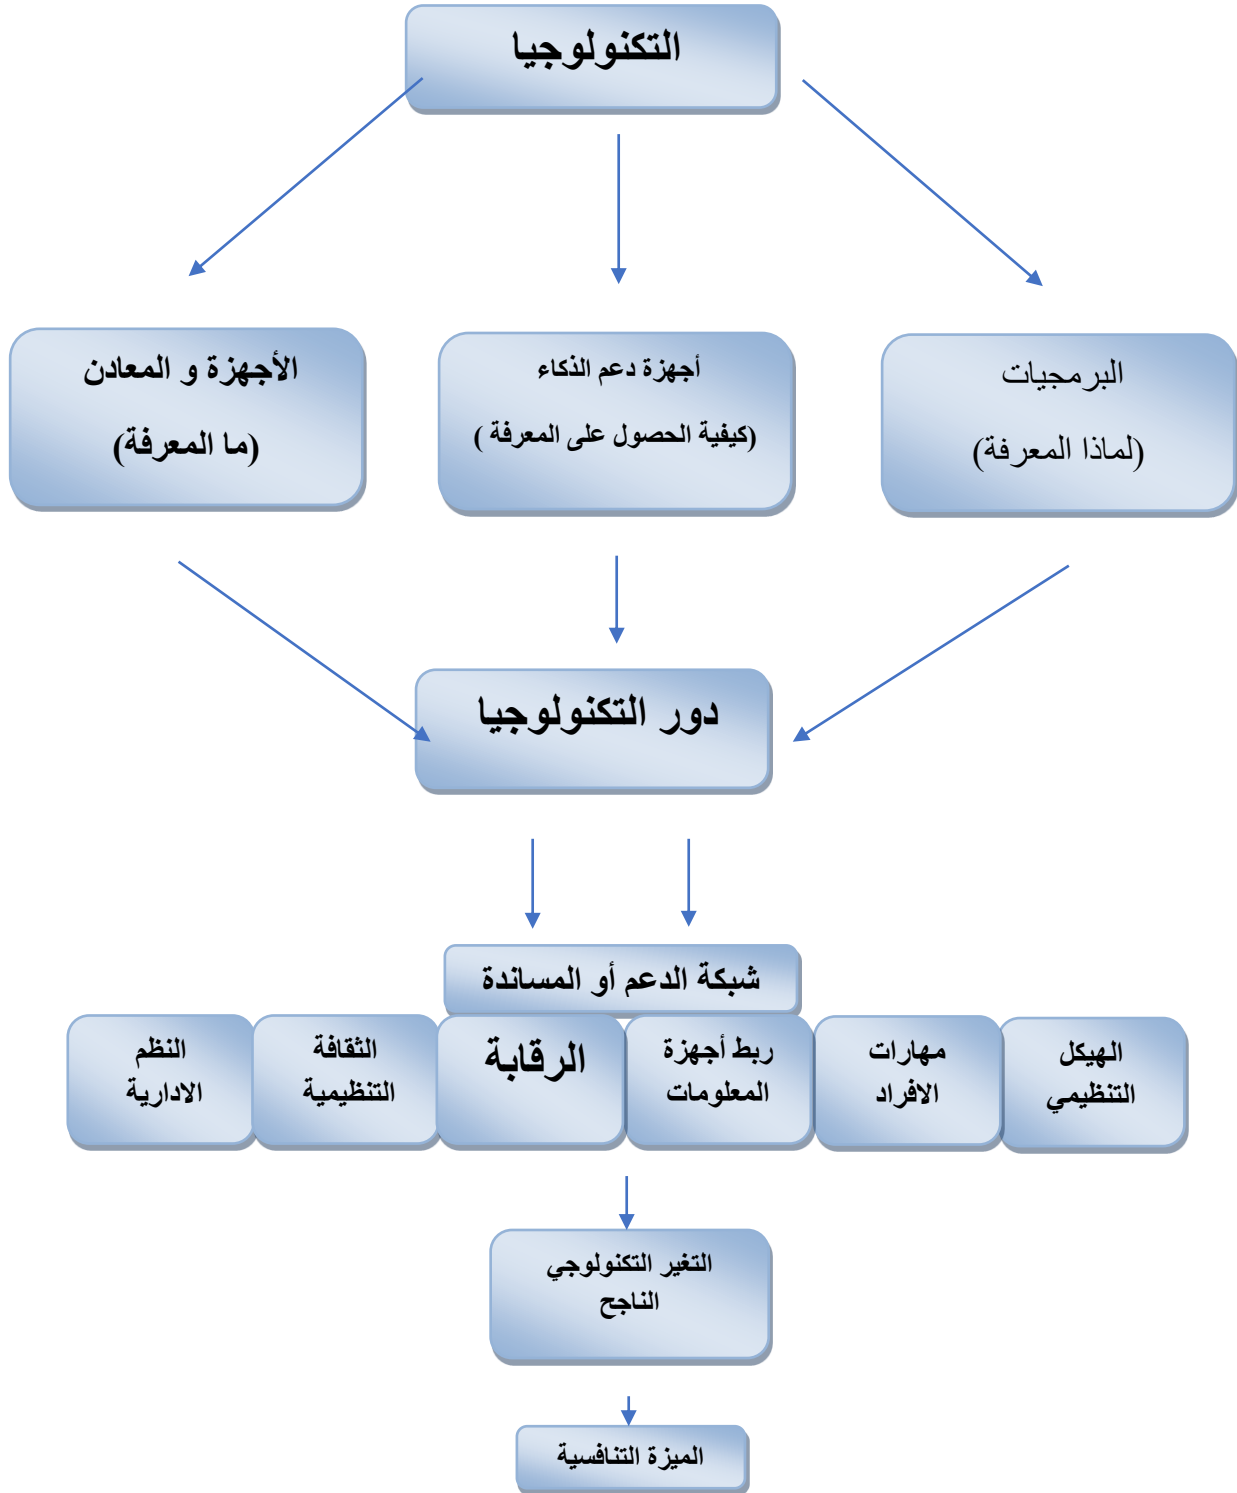 التكنولوجيا
البرمجيات
(لماذا المعرفة)
أجهزة دعم الذكاء
(كيفية الحصول على المعرفة )
الأجهزة و المعادن
(ما المعرفة)
دور التكنولوجيا
شبكة الدعم أو المساندة
الهيكل
التنظيمي
مهارات
الافراد
ربط أجهزة
المعلومات
الرقابة
الثقافة
التنظيمية
النظم
الادارية
التغير التكنولوجي
الناجح
الميزة التنافسية